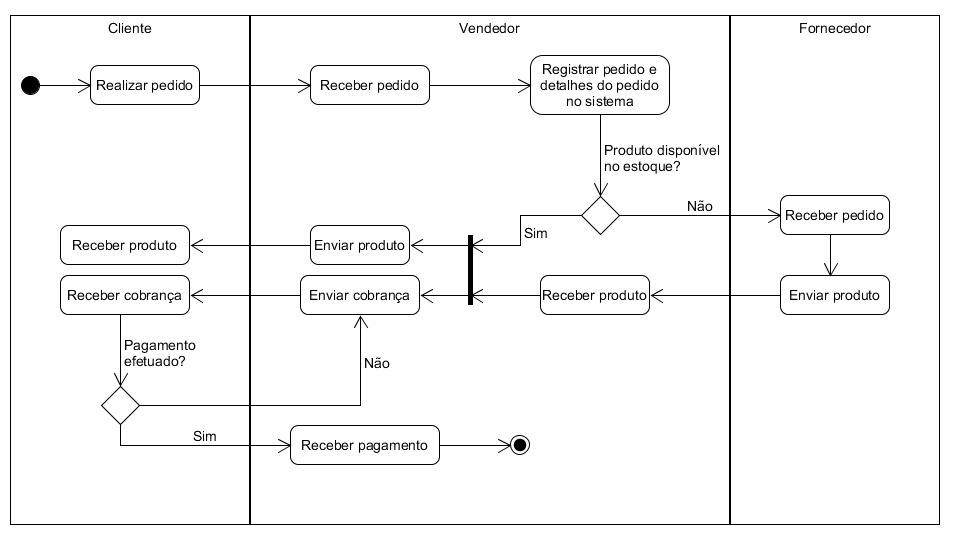 Cliente
Vendedor
Fornecedor
Realizar pedido
Receber pedido
Registrar pedido e
detalhes do pedido
no sistema
Produto disponível
no estoque?
Não
Receber pedido
Sim
Receber produto
Enviar produto
Receber cobrança
Enviar cobrança
Receber produto
Enviar produto
Pagamento
efetuado?
Não
Sim
Receber pagamento